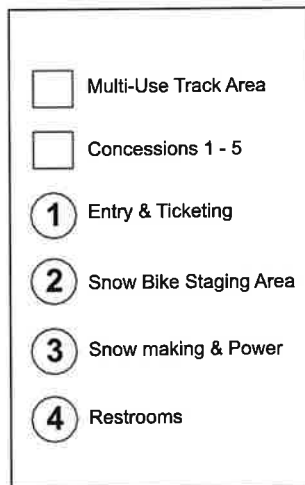 Multi-Use Track Area
Concessions 1 - 5
1 Entry & Ticketing
2 Snow Bike Staging Area
3 Snow making & Power
4 Restrooms